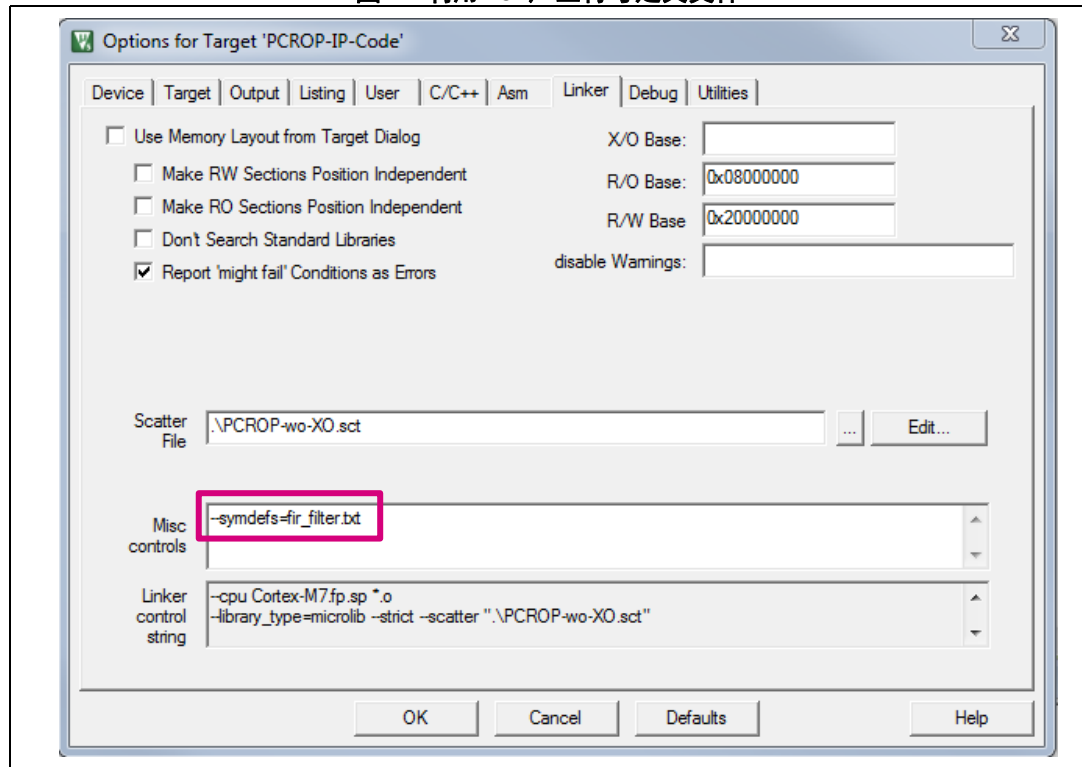 Options for Target 'PCROP-IP-Code'
Device Target Output Listing User C/C++ Asm Linker Debug Utilities
Use Memory Layout from Target Dialog
X/O Base:
Make RW Sections Position Independent
R/O Base: 0x08000000
Make RO Sections Position Independent
R/W Base 0x20000000
Don't Search Standard Libraries
disable Warnings:
Report 'might fail' Conditions as Errors
Scatter File
.\PCROP-wo-XO.sct
... Edit...
Misc controls
--symdefs=fir_filter.txt
Linker control string
--cpu Cortex-M7.fp.sp *.o
--library_type=microlib --strict --scatter ".\PCROP-wo-XO.sct"
OK Cancel Defaults Help